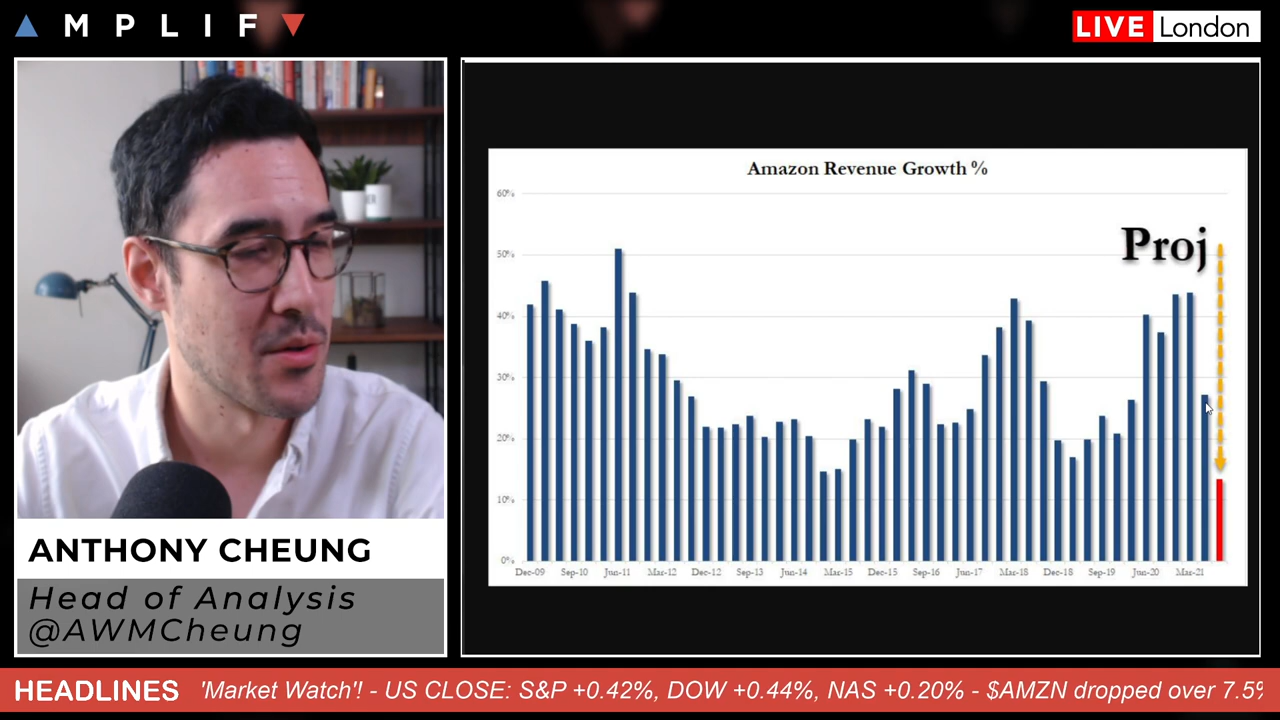 AMPLIFY
LIVE London
Amazon Revenue Growth %
60%
50%
40%
30%
20%
10%
0%
Proj
Dec-09 Sep-10 Jun-11 Mar-12 Dec-12 Sep-13 Jun-14 Mar-15 Dec-15 Sep-16 Jun-17 Mar-18 Dec-18 Sep-19 Jun-20 Mar-21
ANTHONY CHEUNG
Head of Analysis
@AWMCheung
HEADLINES 'Market Watch'! - US CLOSE: S&P +0.42%, DOW +0.44%, NAS +0.20% - $AMZN dropped over 7.5%